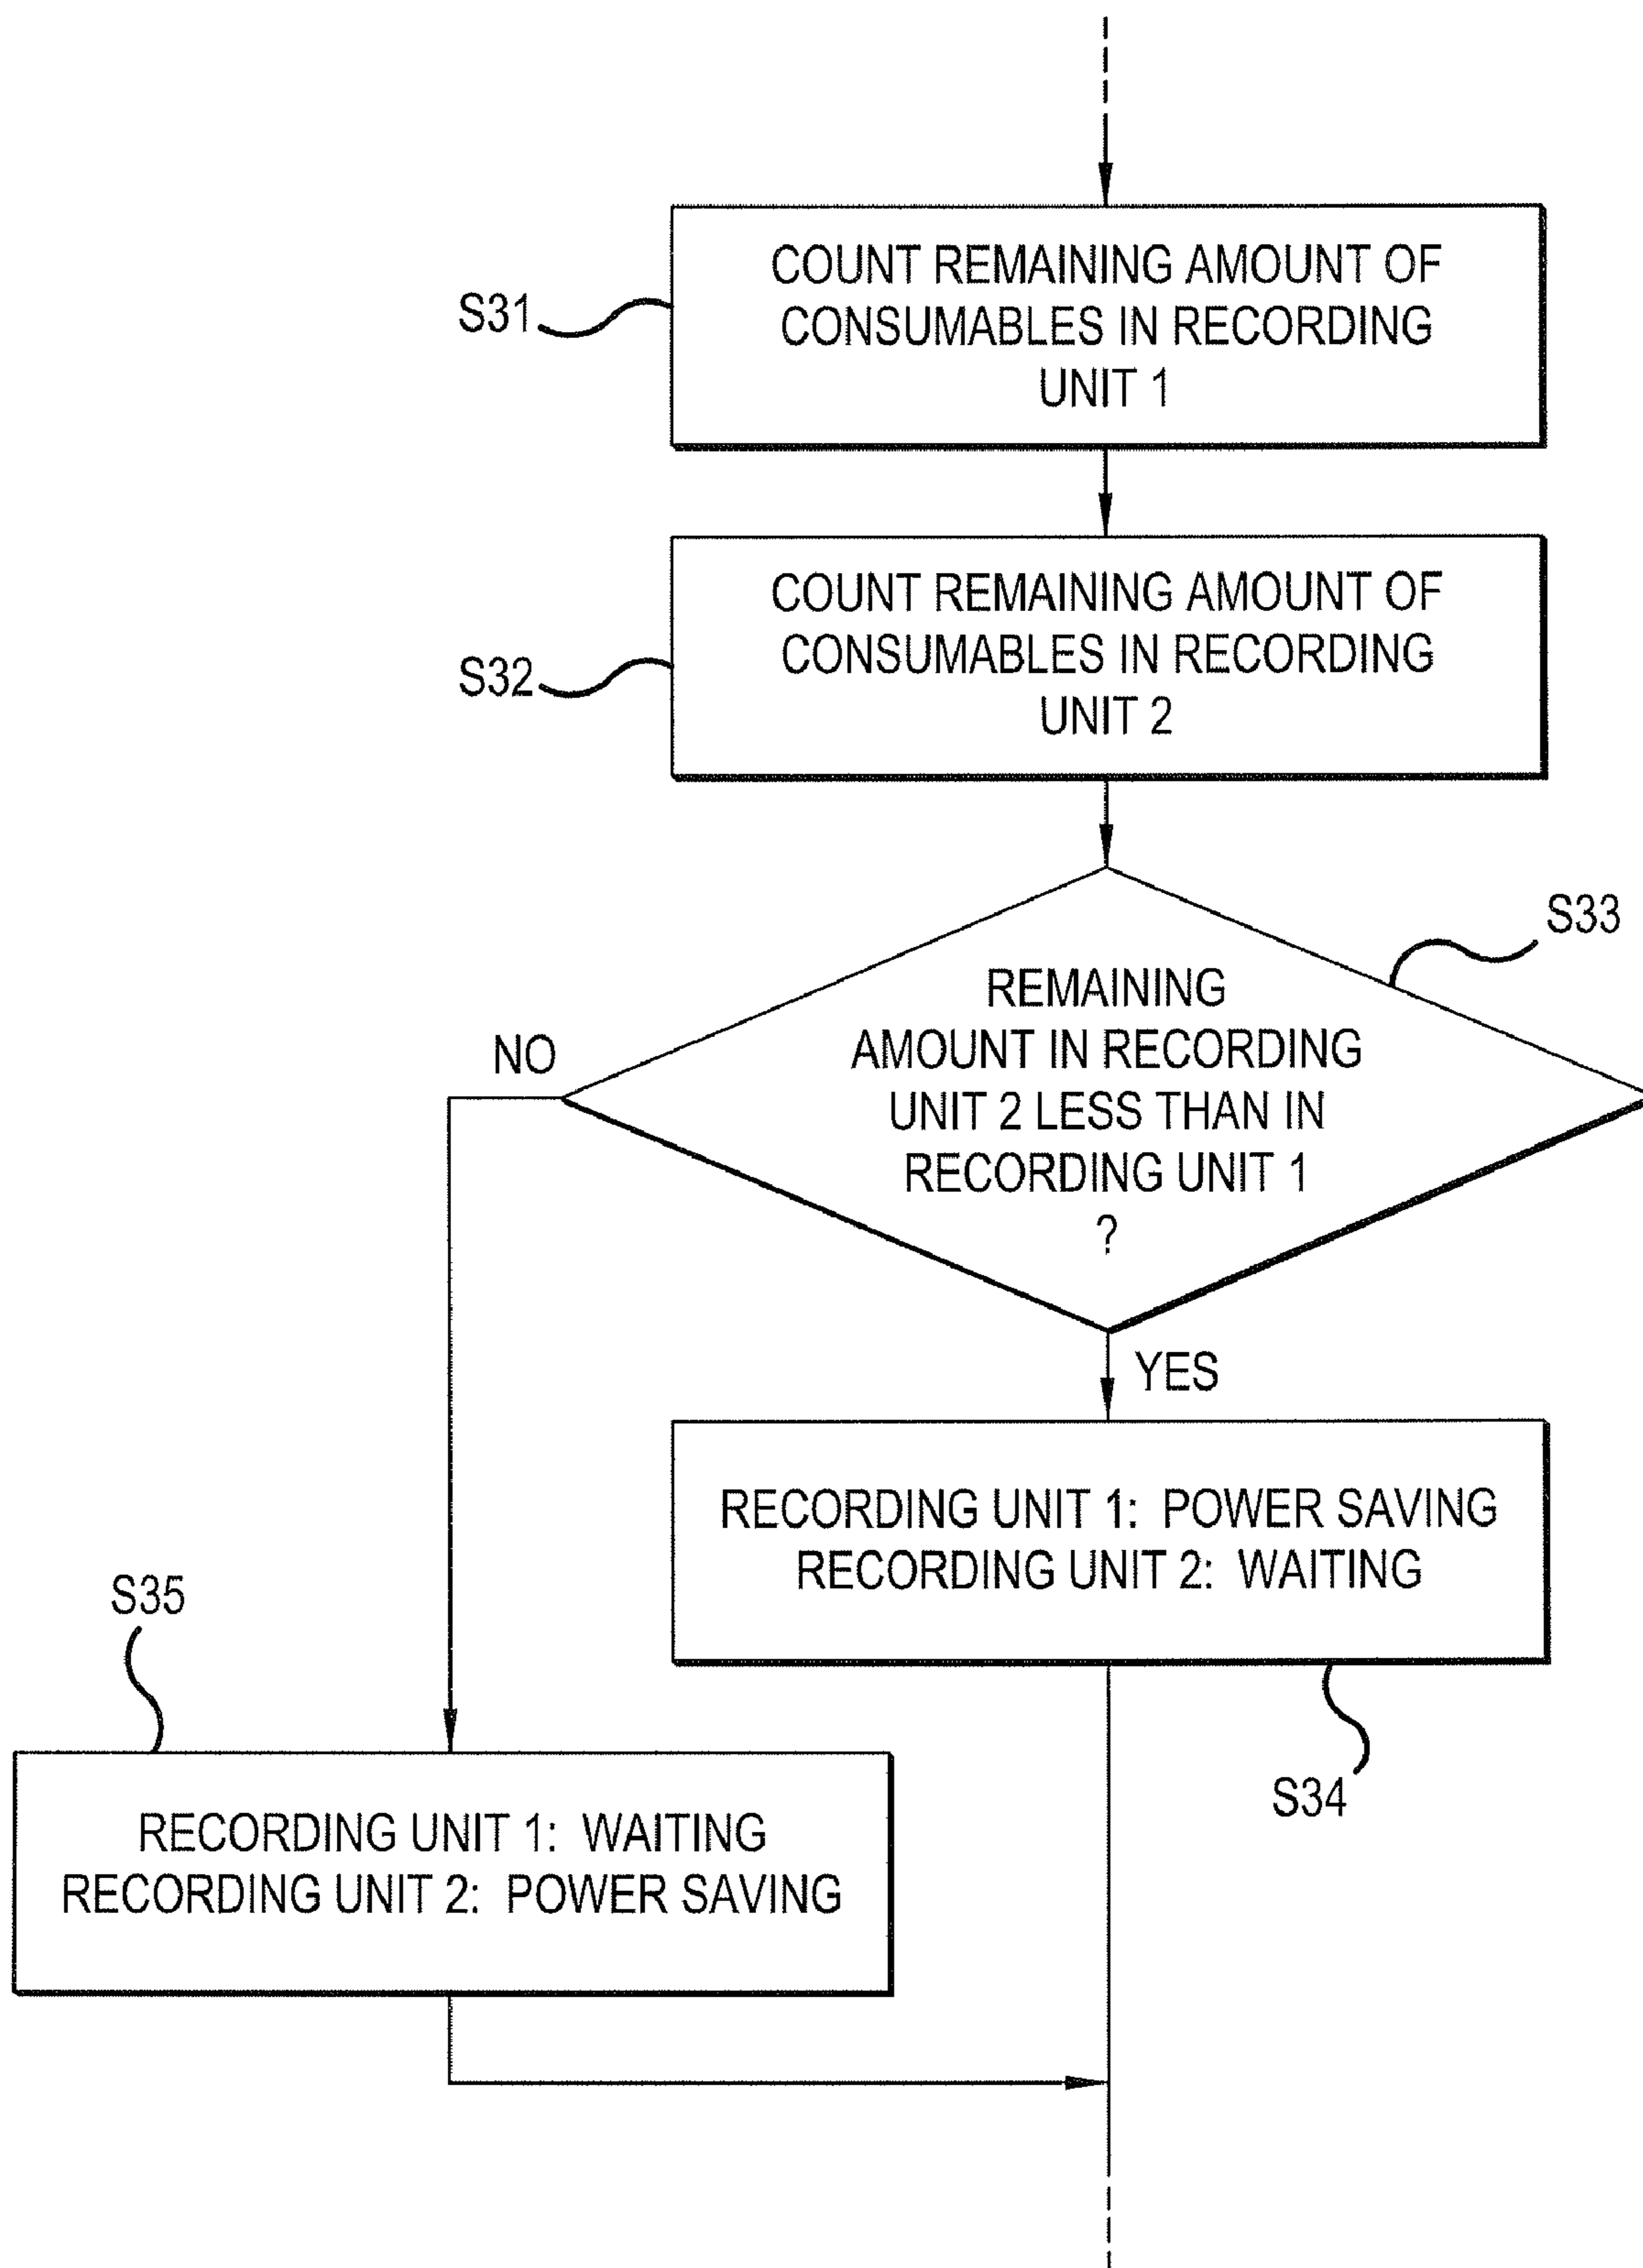 COUNT REMAINING AMOUNT OF
CONSUMABLES IN RECORDING
UNIT 1
S31
COUNT REMAINING AMOUNT OF
CONSUMABLES IN RECORDING
UNIT 2
S32
S33
REMAINING
AMOUNT IN RECORDING
UNIT 2 LESS THAN IN
RECORDING UNIT 1
?
NO
YES
RECORDING UNIT 1: POWER SAVING
RECORDING UNIT 2: WAITING
S34
S35
RECORDING UNIT 1: WAITING
RECORDING UNIT 2: POWER SAVING